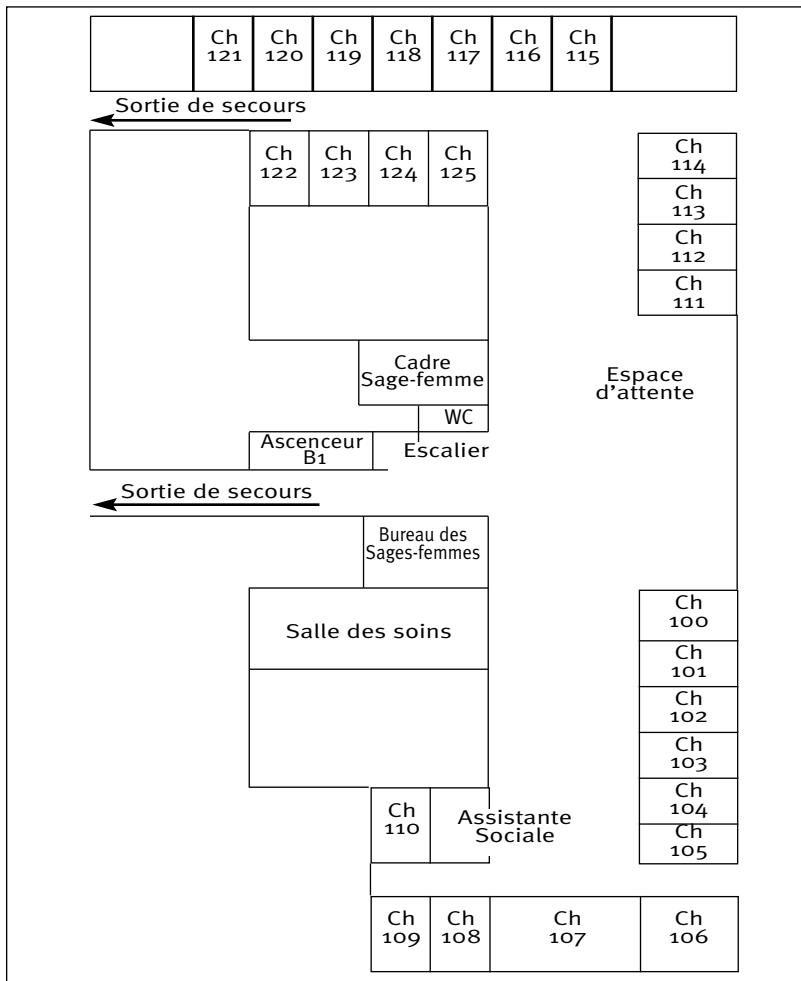 Ch
121
Ch
120
Ch
119
Ch
118
Ch
117
Ch
116
Ch
115
Sortie de secours
Ch
122
Ch
123
Ch
124
Ch
125
Ch
114
Ch
113
Ch
112
Ch
111
Cadre
Sage-femme
Espace
d'attente
WC
Ascenceur
B1
Escalier
Sortie de secours
Bureau des
Sages-femmes
Salle des soins
Ch
100
Ch
101
Ch
102
Ch
103
Ch
104
Ch
105
Ch
110
Assistante
Sociale
Ch
109
Ch
108
Ch
107
Ch
106